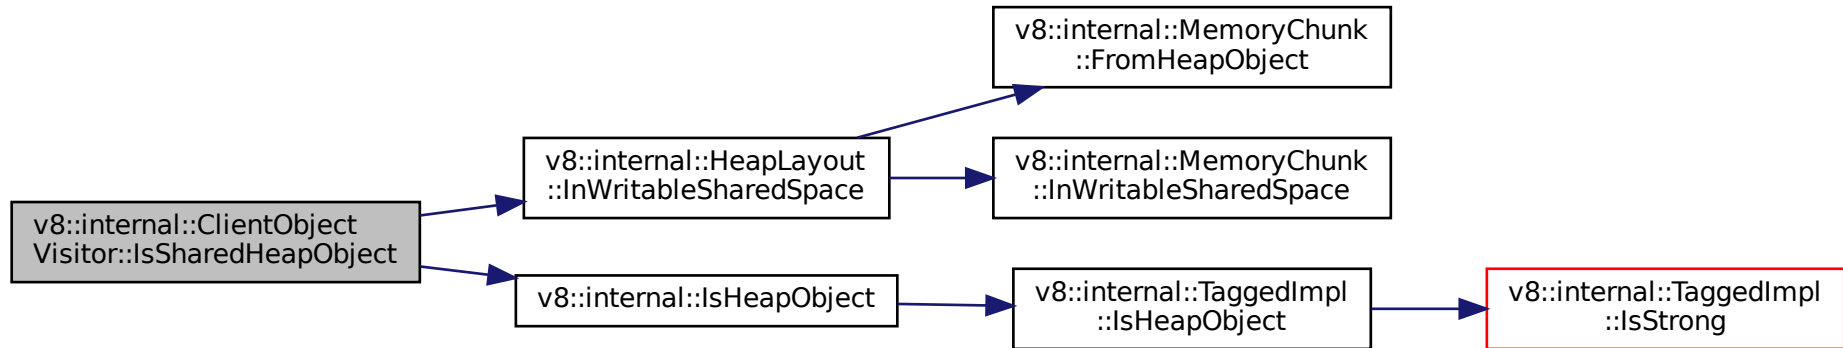 v8::internal::MemoryChunk
::FromHeapObject
v8::internal::HeapLayout
::InWritableSharedSpace
v8::internal::MemoryChunk
::InWritableSharedSpace
v8::internal::ClientObject
Visitor::IsSharedHeapObject
v8::internal::IsHeapObject
v8::internal::TaggedImpl
::IsHeapObject
v8::internal::TaggedImpl
::IsStrong